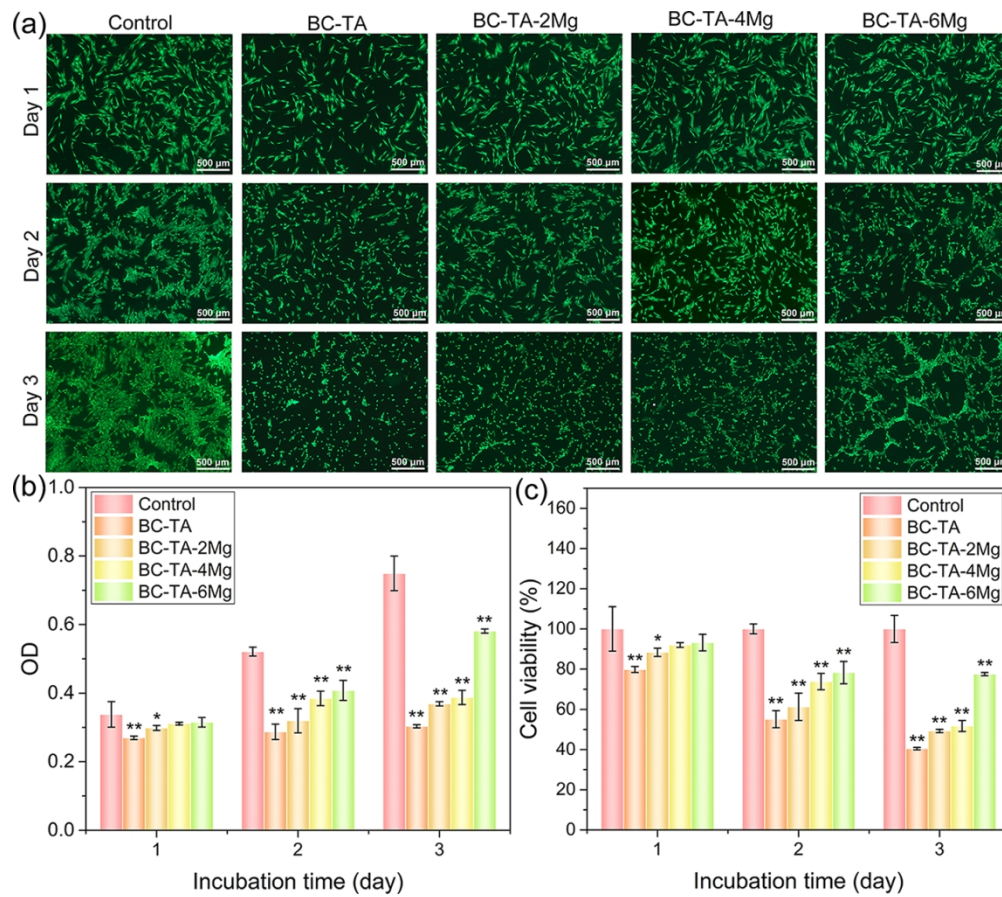 (a)
Control BC-TA BC-TA-2Mg BC-TA-4Mg BC-TA-6Mg
Day 1
500 µm 500 µm 500 µm 500 µm 500 µm
Day 2
500 µm 500 µm 500 µm 500 µm 500 µm
Day 3
500 µm 500 µm 500 µm 500 µm 500 µm
(b)
1.0
0.8
0.6
0.4
0.2
0.0
OD
Control
BC-TA
BC-TA-2Mg
BC-TA-4Mg
BC-TA-6Mg
** *
** ** ** **
** ** ** **
1 2 3
Incubation time (day)
(c)
160
140
120
100
80
60
40
20
0
Cell viability (%)
Control
BC-TA
BC-TA-2Mg
BC-TA-4Mg
BC-TA-6Mg
** *
** ** ** **
** ** ** **
1 2 3
Incubation time (day)